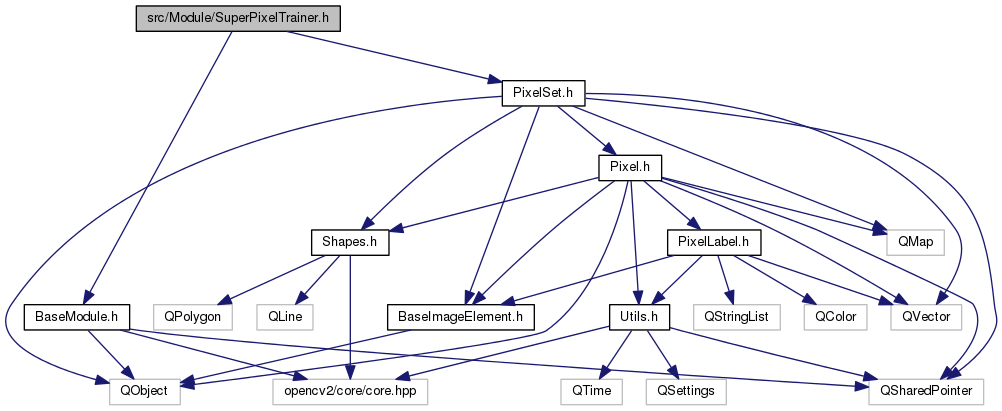 src/Module/SuperPixelTrainer.h
PixelSet.h
Pixel.h
Shapes.h
PixelLabel.h
QMap
BaseModule.h
QPolygon
QLine
BaseImageElement.h
Utils.h
QStringList
QColor
QVector
QObject
opencv2/core/core.hpp
QTime
QSettings
QSharedPointer